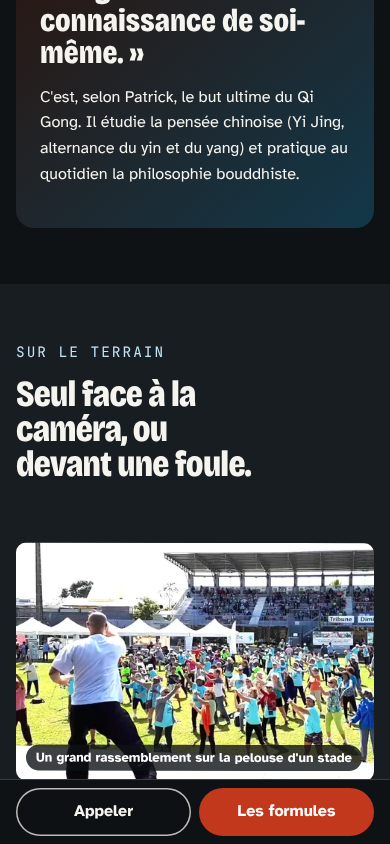 connaissance de soi-
même. »
C'est, selon Patrick, le but ultime du Qi
Gong. Il étudie la pensée chinoise (Yi Jing,
alternance du yin et du yang) et pratique au
quotidien la philosophie bouddhiste.
SUR LE TERRAIN
Seul face à la
caméra, ou
devant une foule.
Tribune
Un grand rassemblement sur la pelouse d'un stade
Appeler
Les formules